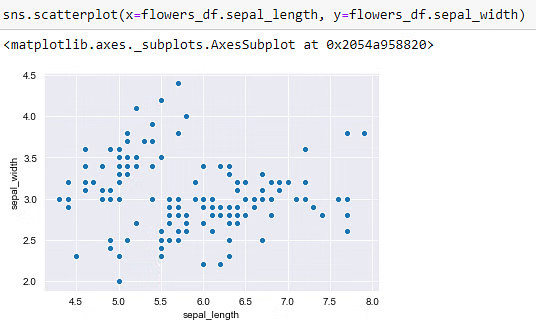 sns.scatterplot(x=flowers_df.sepal_length, y=flowers_df.sepal_width)
<matplotlib.axes._subplots.AxesSubplot at 0x2054a958820>
4.5
4.0
3.5
3.0
2.5
2.0
sepal_width
4.5 5.0 5.5 6.0 6.5 7.0 7.5 8.0
sepal_length